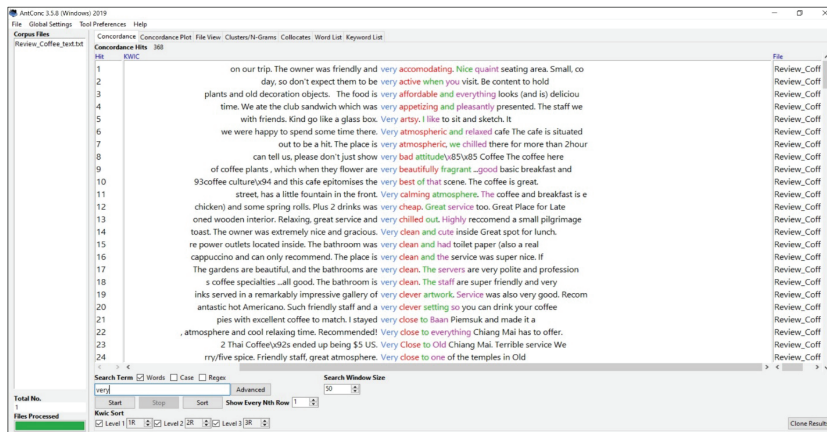 AntConc 3.5.8 (Windows) 2019
File Global Settings Tool Preferences Help
Corpus Files
Review_Coffee_text.txt
Concordance Concordance Plot File View Clusters/N-Grams Collocates Word List Keyword List
Concordance Hits 368
Hit KWIC File
1 on our trip. The owner was friendly and very accomodating. Nice quaint seating area. Small, co Review_Coff
2 day, so don't expect them to be very active when you visit. Be content to hold Review_Coff
3 plants and old decoration objects. The food is very affordable and everything looks (and is) deliciou Review_Coff
4 time. We ate the club sandwich which was very appetizing and pleasantly presented. The staff we Review_Coff
5 with friends. Kind go like a glass box. Very artsy. I like to sit and sketch. It Review_Coff
6 we were happy to spend some time there. Very atmospheric and relaxed cafe The cafe is situated Review_Coff
7 out to be a hit. The place is very atmospheric, we chilled there for more than 2hour Review_Coff
8 can tell us, please don't just show very bad attitude\x85\x85 Coffee The coffee here Review_Coff
9 of coffee plants , which when they flower are very beautifully fragrant ...good basic breakfast and Review_Coff
10 93coffee culture\x94 and this cafe epitomises the very best of that scene. The coffee is great. Review_Coff
11 street, has a little fountain in the front. Very calming atmosphere. The coffee and breakfast is e Review_Coff
12 chicken) and some spring rolls. Plus 2 drinks was very cheap. Great service too. Great Place for Late Review_Coff
13 oned wooden interior. Relaxing, great service and very chilled out. Highly reccomend a small pilgrimage Review_Coff
14 toast. The owner was extremely nice and gracious. Very clean and cute inside Great spot for lunch. Review_Coff
15 re power outlets located inside. The bathroom was very clean and had toilet paper (also a real Review_Coff
16 cappuccino and can only recommend. The place is very clean and the service was super nice. If Review_Coff
17 The gardens are beautiful, and the bathrooms are very clean. The servers are very polite and profession Review_Coff
18 s coffee specialties ...all good. The bathroom is very clean. The staff are super friendly and very Review_Coff
19 inks served in a remarkably impressive gallery of very clever artwork. Service was also very good. Recom Review_Coff
20 antastic hot Americano. Such friendly staff and a very clever setting so you can drink your coffee Review_Coff
21 pies with excellent coffee to match. I stayed very close to Baan Piemsuk and made it a Review_Coff
22 , atmosphere and cool relaxing time. Recommended! Very close to everything Chiang Mai has to offer. Review_Coff
23 2 Thai Coffee\x92s ended up being $5 US. Very Close to Old Chiang Mai. Terrible service We Review_Coff
24 rry/five spice. Friendly staff, great atmosphere. Very close to one of the temples in Old Review_Coff
Search Term Words Case Regex Search Window Size
very Advanced 50
Start Stop Sort Show Every Nth Row 1
Kwic Sort
Level 1 1R Level 2 2R Level 3 3R Clone Results
Total No.
1
Files Processed